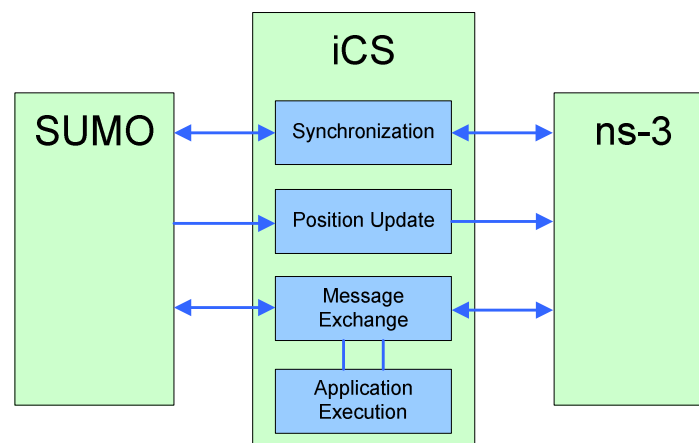 iCS
SUMO
ns-3
Synchronization
Position Update
Message
Exchange
Application
Execution